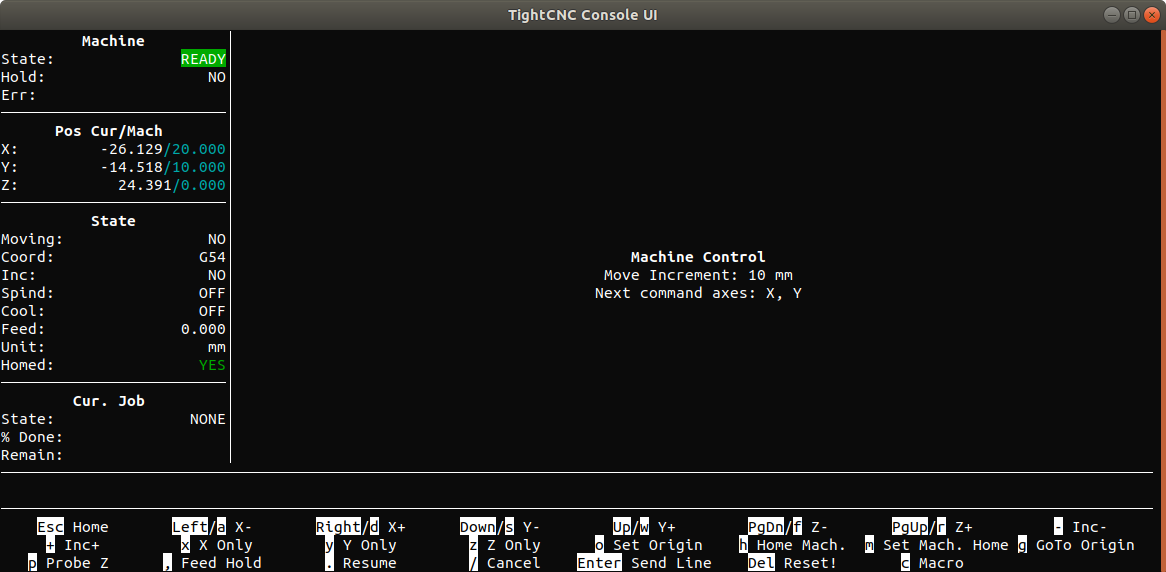 TightCNC Console UI
Machine
State: READY
Hold: NO
Err:
Pos Cur/Mach
X: -26.129/20.000
Y: -14.518/10.000
Z: 24.391/0.000
State
Moving: NO
Coord: G54
Inc: NO
Spind: OFF
Cool: OFF
Feed: 0.000
Unit: mm
Homed: YES
Cur. Job
State: NONE
% Done:
Remain:
Machine Control
Move Increment: 10 mm
Next command axes: X, Y
Esc Home Left/a X- Right/d X+ Down/s Y- Up/w Y+ PgDn/f Z- PgUp/r Z+ - Inc-
+ Inc+ x X Only y Y Only z Z Only o Set Origin h Home Mach. m Set Mach. Home g GoTo Origin
p Probe Z , Feed Hold . Resume / Cancel Enter Send Line Del Reset! c Macro